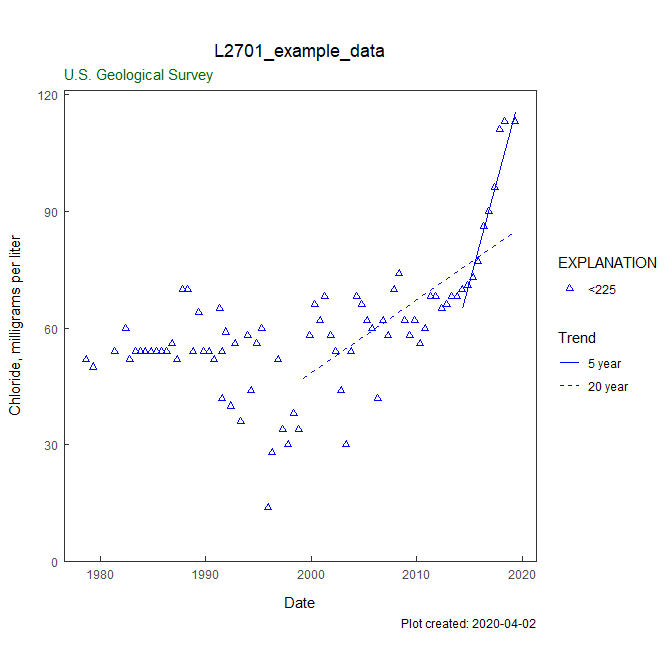 L2701_example_data
U.S. Geological Survey
Chloride, milligrams per liter
120
90
60
30
0
1980 1990 2000 2010 2020
Date
EXPLANATION
<225
Trend
5 year
20 year
Plot created: 2020-04-02